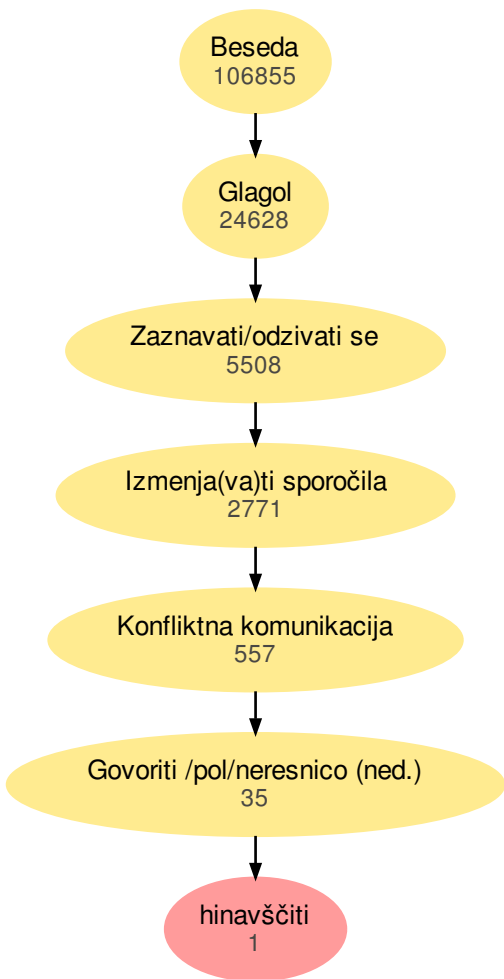 Beseda
106855
Glagol
24628
Zaznavati/odzivati se
5508
Izmenja(va)ti sporočila
2771
Konfliktna komunikacija
557
Govoriti /pol/neresnico (ned.)
35
hinavščiti
1